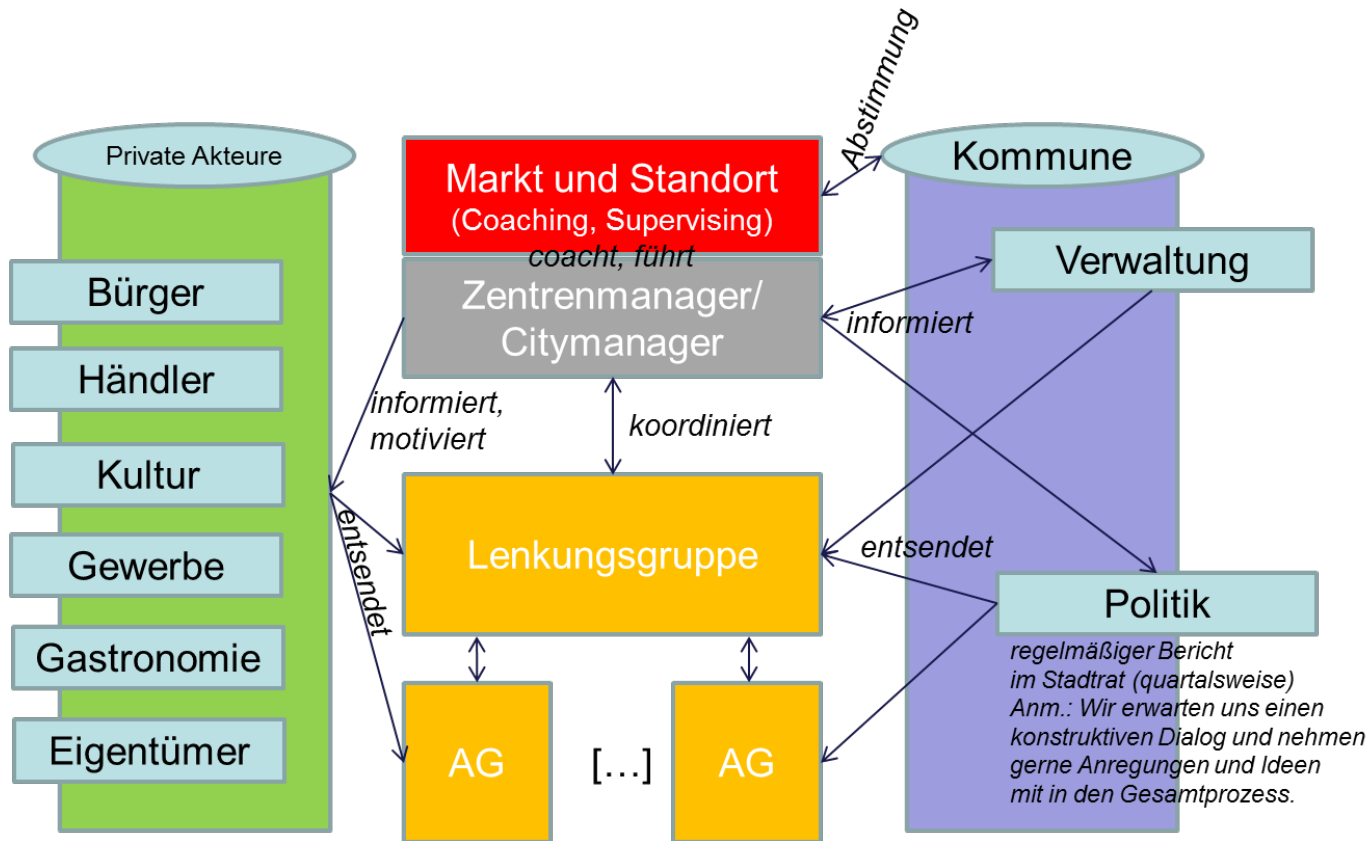 Abstimmung
Private Akteure
Bürger
Händler
Kultur
Gewerbe
Gastronomie
Eigentümer
Markt und Standort
(Coaching, Supervising)
coacht, führt
Zentrenmanager/
Citymanager
informiert,
motiviert
koordiniert
informiert
entsendet
Lenkungsgruppe
entsendet
AG
[...]
AG
Kommune
Verwaltung
Politik
regelmäßiger Bericht
im Stadtrat (quartalsweise)
Anm.: Wir erwarten uns einen
konstruktiven Dialog und nehmen
gerne Anregungen und Ideen
mit in den Gesamtprozess.